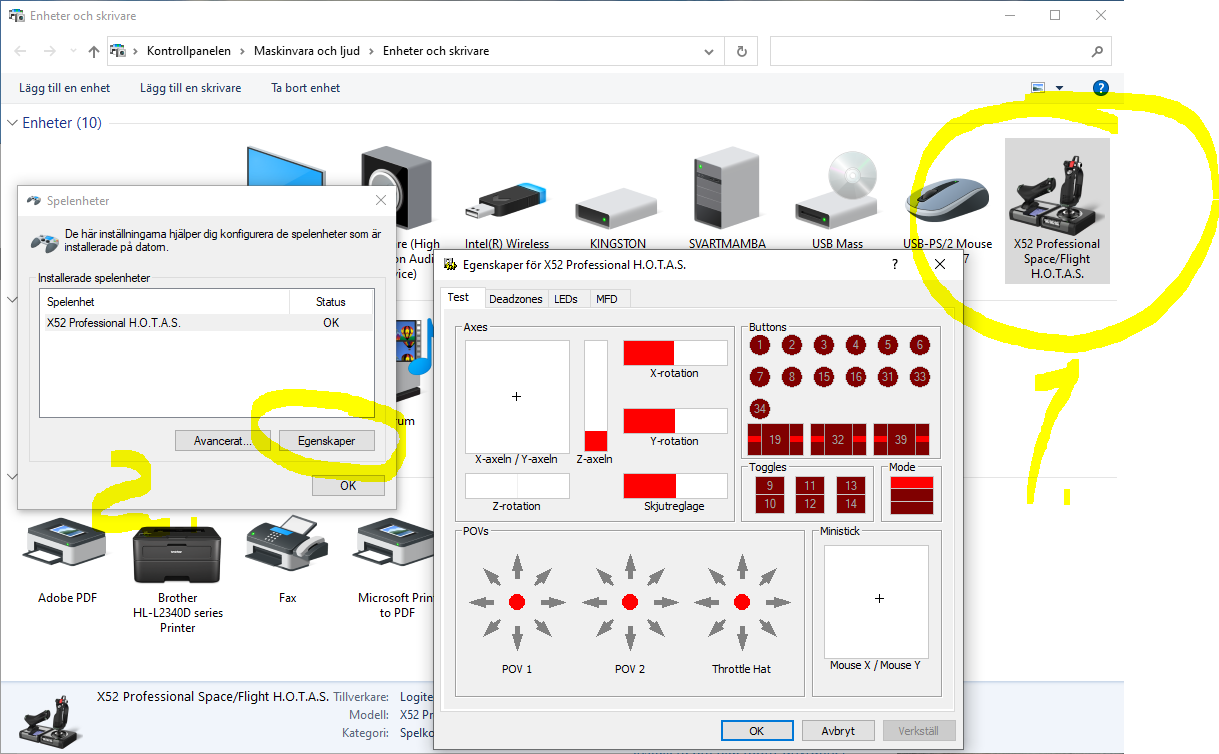 Enheter och skrivare
Kontrollpanelen > Maskinvara och ljud > Enheter och skrivare
Lägg till en enhet Lägg till en skrivare Ta bort enhet
?
Enheter (10)
re (High
on Audi
vice)
Intel(R) Wireless
KINGSTON
SVARTMAMBA
USB Mass
USB-PS/2 Mouse
7
X52 Professional
Space/Flight
H.O.T.A.S.
1.
Spelenheter
De här inställningarna hjälper dig konfigurera de spelenheter som är
installerade på datorn.
Installerade spelenheter
Spelenhet Status
X52 Professional H.O.T.A.S. OK
Avancerat... Egenskaper
OK
2.
rum
Egenskaper för X52 Professional H.O.T.A.S.
?
Test Deadzones LEDs MFD
Axes
X-axeln / Y-axeln
Z-axeln
X-rotation
Y-rotation
Z-rotation
Skjutreglage
Buttons
1 2 3 4 5 6
7 8 15 16 31 33
34
19 32 39
Toggles
9 11 13
10 12 14
Mode
POVs
POV 1
POV 2
Throttle Hat
Ministick
Mouse X / Mouse Y
OK Avbryt Verkställ
Adobe PDF
Brother
HL-L2340D series
Printer
Fax
Microsoft Prin
to PDF
X52 Professional Space/Flight H.O.T.A.S. Tillverkare: Logite
Modell: X52 Pr
Kategori: Spelko